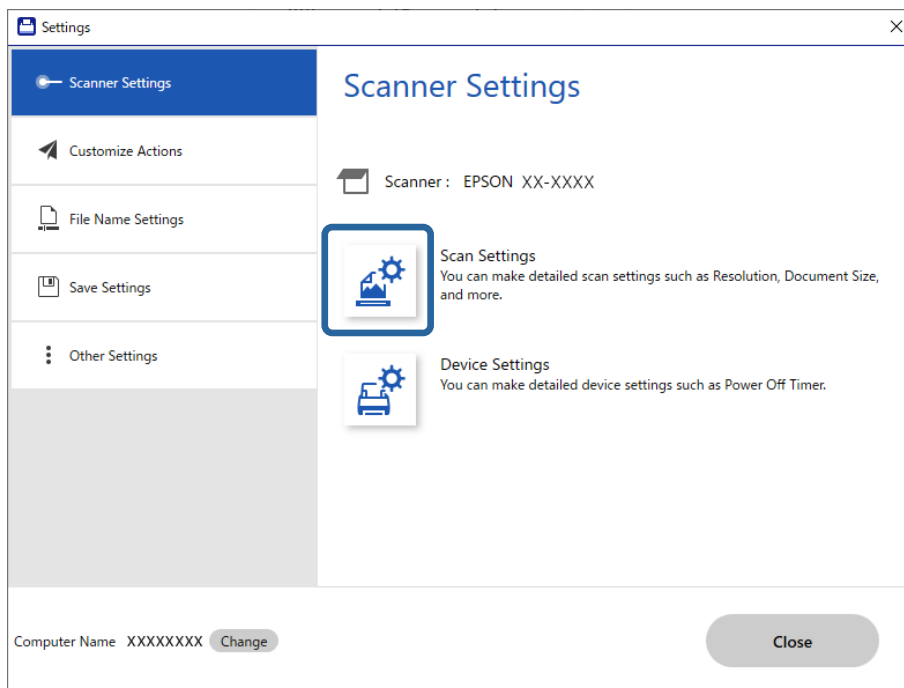 Settings
Scanner Settings
Customize Actions
File Name Settings
Save Settings
Other Settings
Scanner Settings
Scanner : EPSON XX-XXXX
Scan Settings
You can make detailed scan settings such as Resolution, Document Size,
and more.
Device Settings
You can make detailed device settings such as Power Off Timer.
Computer Name XXXXXXXX Change
Close